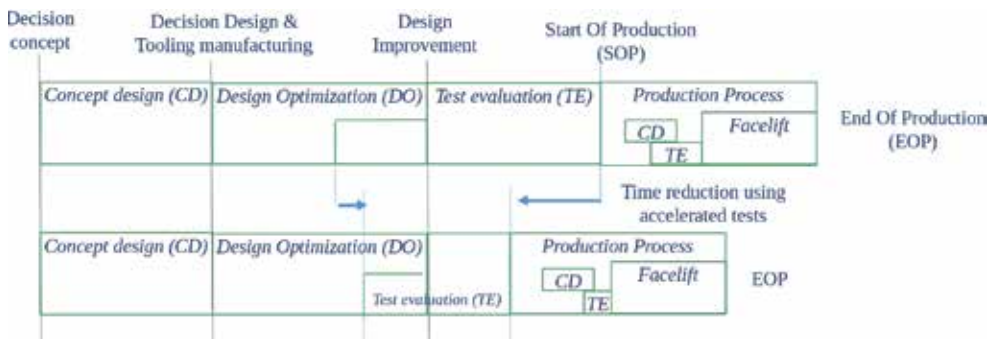 Decision
concept
Decision Design &
Tooling manufacturing
Design
Improvement
Start Of Production
(SOP)
Concept design (CD)
Design Optimization (DO)
Test evaluation (TE)
Production Process
CD
TE
Facelift
End Of Production
(EOP)
Time reduction using
accelerated tests
Concept design (CD)
Design Optimization (DO)
Test evaluation (TE)
Production Process
CD
TE
Facelift
EOP